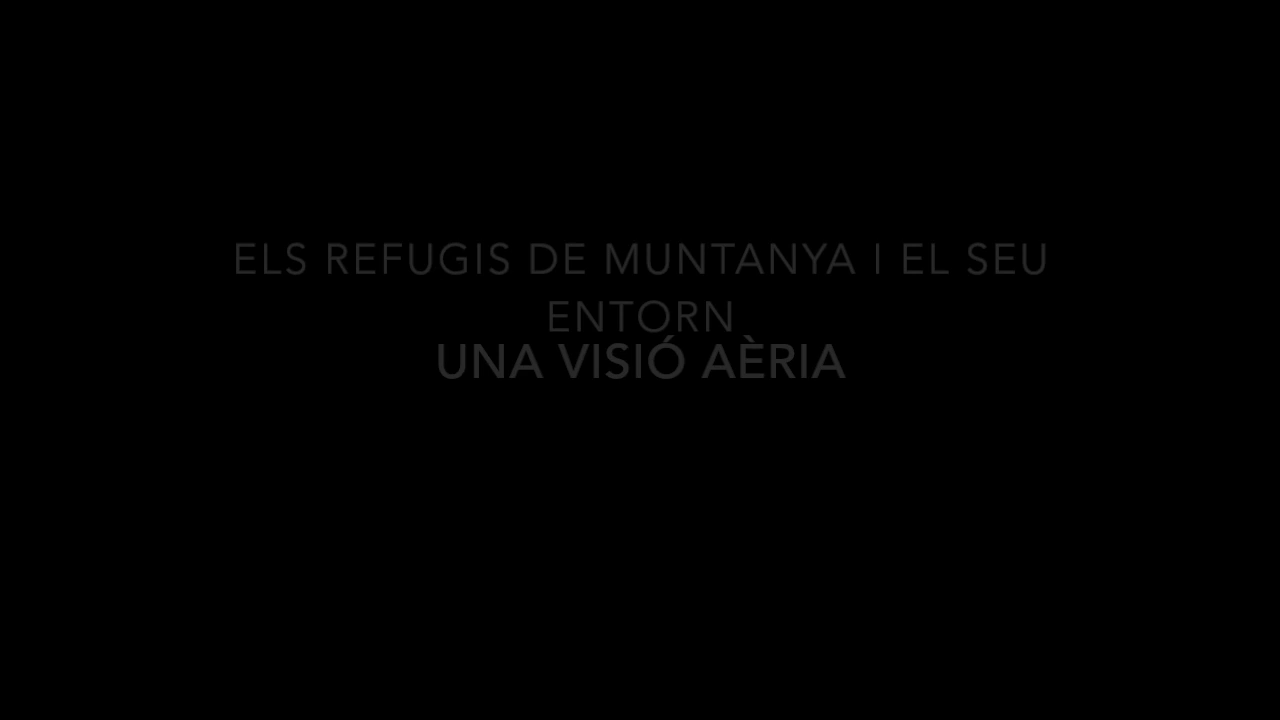 ELS REFUGIS DE MUNTANYA I EL SEU
ENTORN
UNA VISIÓ AÈRIA